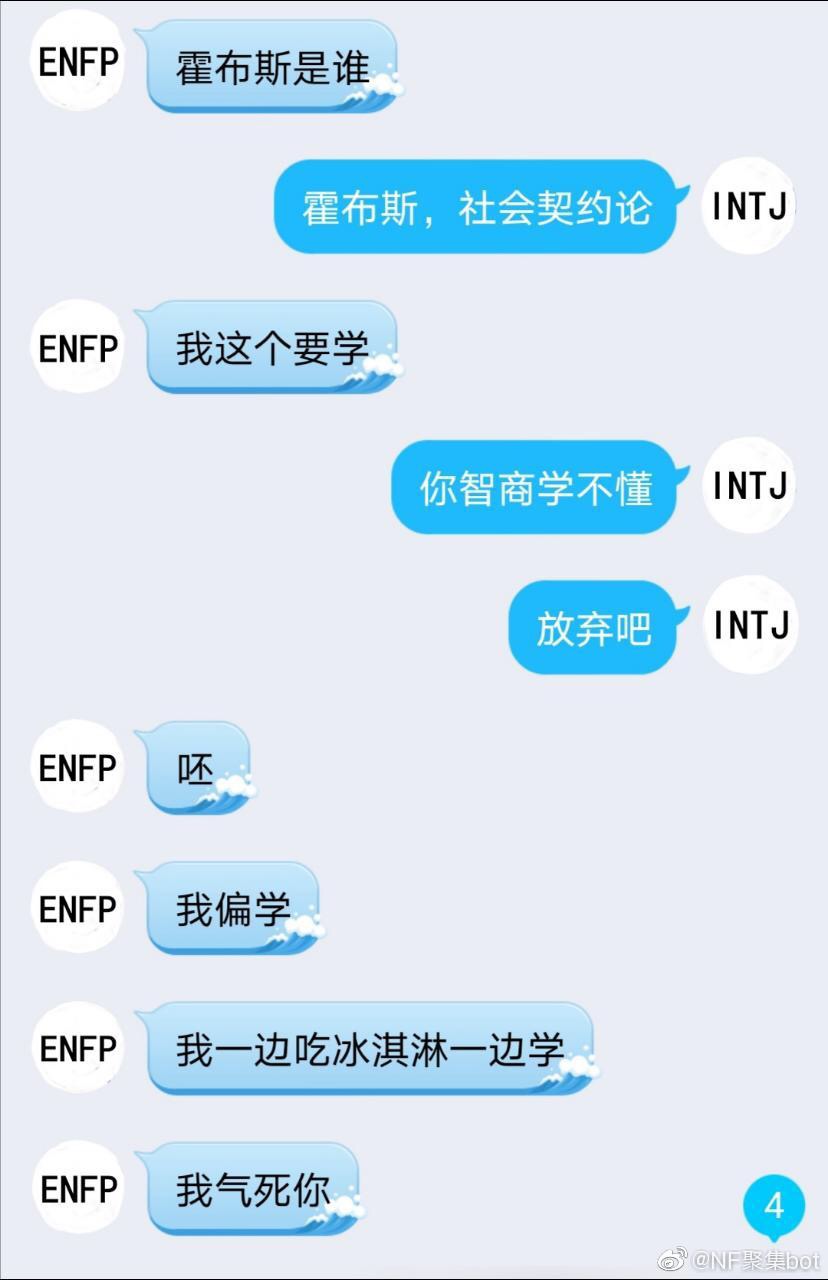 ENFP
霍布斯是谁
霍布斯，社会契约论
INTJ
ENFP
我这个要学
你智商学不懂
INTJ
放弃吧
INTJ
ENFP
呸
ENFP
我偏学
ENFP
我一边吃冰淇淋一边学
ENFP
我气死你
4
@NF聚集bot